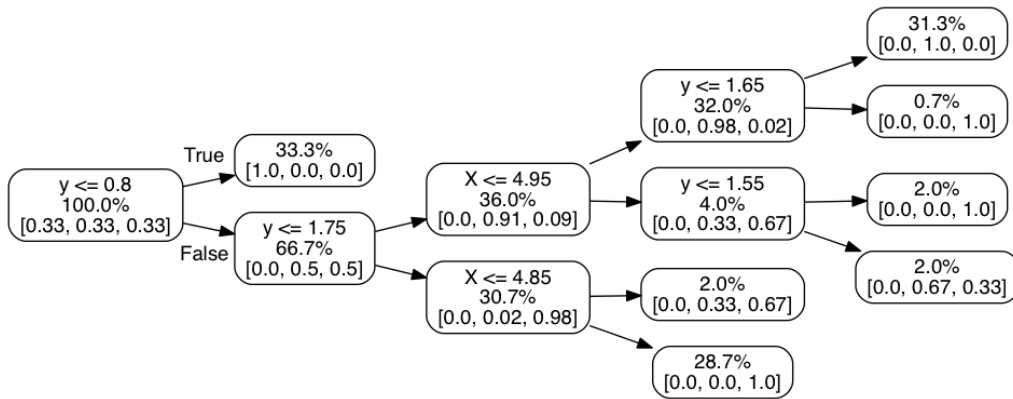 y <= 0.8
100.0%
[0.33, 0.33, 0.33]
True
False
33.3%
[1.0, 0.0, 0.0]
y <= 1.75
66.7%
[0.0, 0.5, 0.5]
X <= 4.95
36.0%
[0.0, 0.91, 0.09]
X <= 4.85
30.7%
[0.0, 0.02, 0.98]
y <= 1.65
32.0%
[0.0, 0.98, 0.02]
y <= 1.55
4.0%
[0.0, 0.33, 0.67]
2.0%
[0.0, 0.33, 0.67]
28.7%
[0.0, 0.0, 1.0]
31.3%
[0.0, 1.0, 0.0]
0.7%
[0.0, 0.0, 1.0]
2.0%
[0.0, 0.0, 1.0]
2.0%
[0.0, 0.67, 0.33]